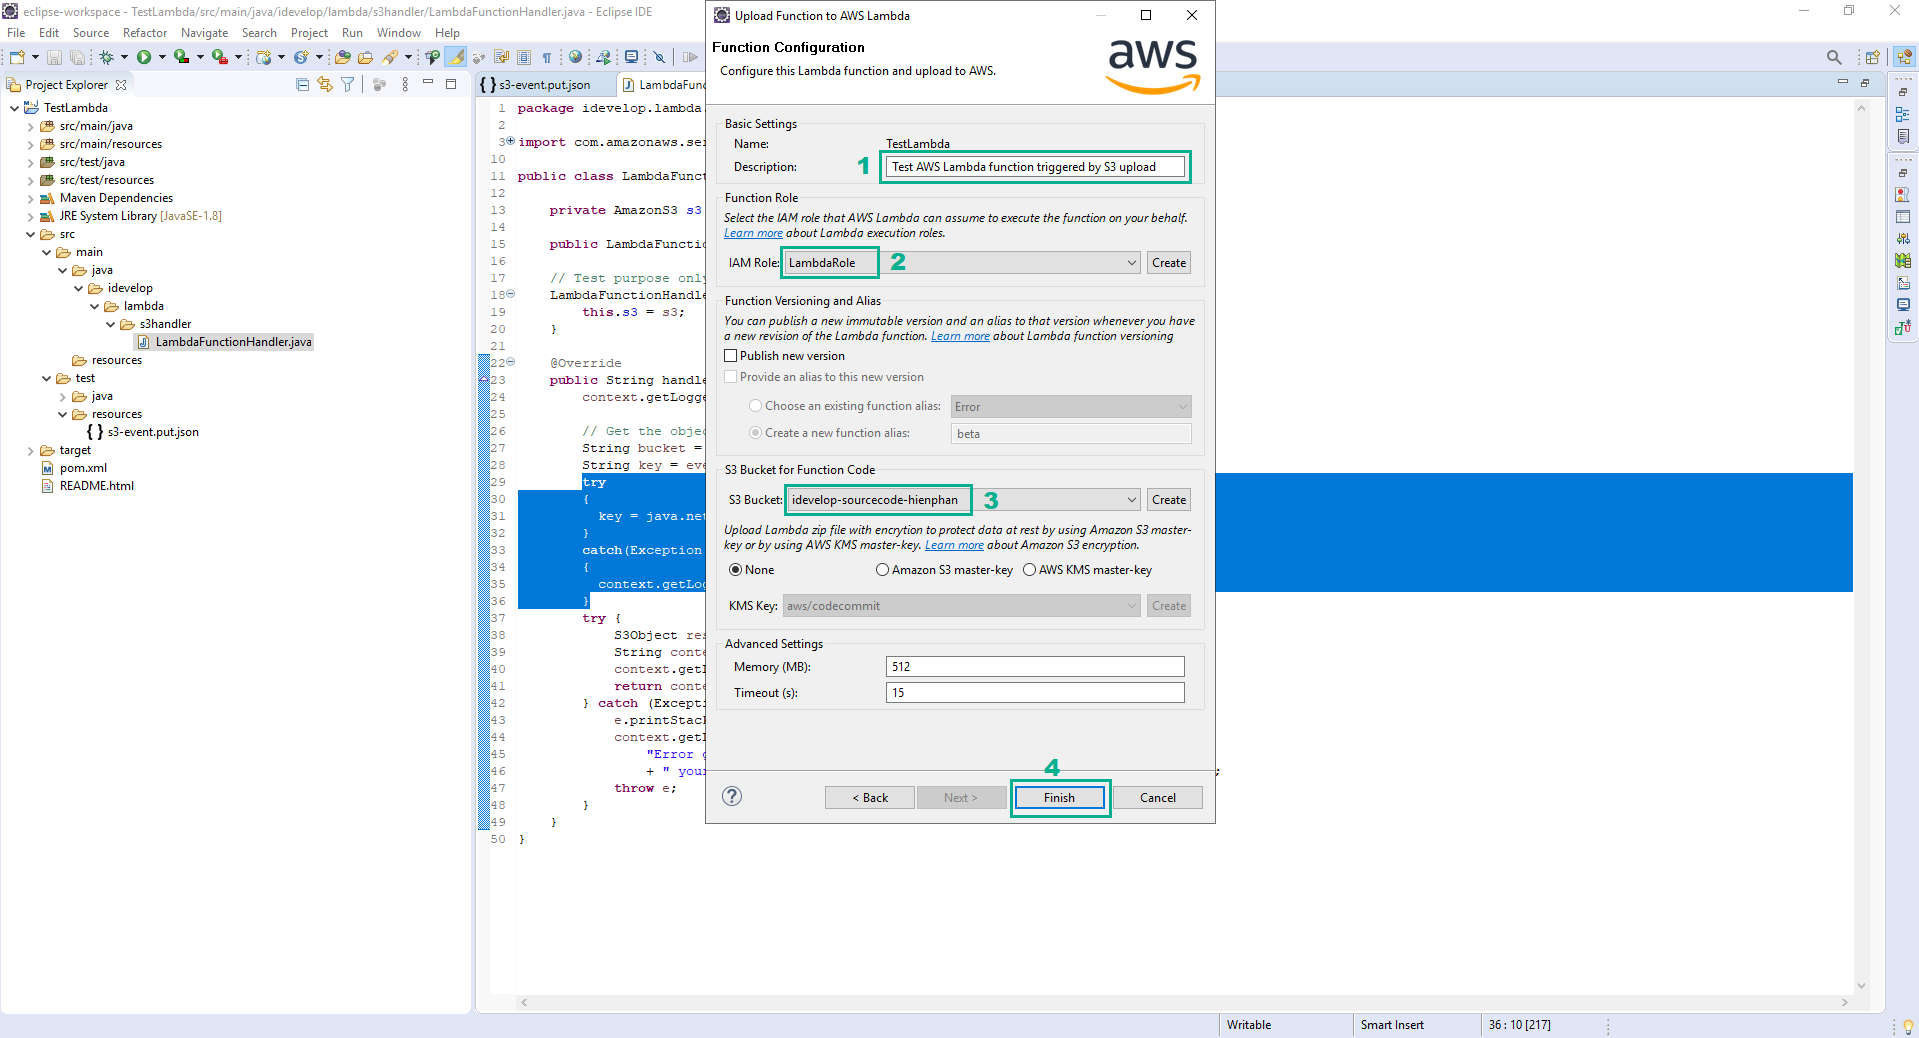 eclipse-workspace - TestLambda/src/main/java/idevelop/lambda/s3handler/LambdaFunctionHandler.java - Eclipse IDE
File Edit Source Refactor Navigate Search Project Run Window Help
Project Explorer
TestLambda
src/main/java
src/main/resources
src/test/java
src/test/resources
Maven Dependencies
JRE System Library [JavaSE-1.8]
src
main
java
idevelop
lambda
s3handler
LambdaFunctionHandler.java
resources
test
java
resources
s3-event.put.json
target
pom.xml
README.html
s3-event.put.json
LambdaFunc
1 package idevelop.lambda.
2
3 import com.amazonaws.ser
10
11 public class LambdaFunct
12
13 private AmazonS3 s3
14
15 public LambdaFunctio
16
17 // Test purpose only
18 LambdaFunctionHandle
19 this.s3 = s3;
20 }
21
22 @Override
23 public String handle
24 context.getLogge
25
26 // Get the objec
27 String bucket =
28 String key = eve
29 try
30 {
31 key = java.net
32 }
33 catch(Exception
34 {
35 context.getLog
36 }
37 try {
38 S3Object res
39 String conte
40 context.getL
41 return conte
42 } catch (Excepti
43 e.printStack
44 context.getL
45 "Error g
46 + " your
;
47 throw e;
48 }
49 }
50 }
Upload Function to AWS Lambda
Function Configuration
Configure this Lambda function and upload to AWS.
aws
Basic Settings
Name: TestLambda
Description: 1 Test AWS Lambda function triggered by S3 upload
Function Role
Select the IAM role that AWS Lambda can assume to execute the function on your behalf.
Learn more about Lambda execution roles.
IAM Role: LambdaRole 2 Create
Function Versioning and Alias
You can publish a new immutable version and an alias to that version whenever you have
a new revision of the Lambda function. Learn more about Lambda function versioning
Publish new version
Provide an alias to this new version
Choose an existing function alias: Error
Create a new function alias: beta
S3 Bucket for Function Code
S3 Bucket: idevelop-sourcecode-hienphan 3 Create
Upload Lambda zip file with encrytion to protect data at rest by using Amazon S3 master-
key or by using AWS KMS master-key. Learn more about Amazon S3 encryption.
None Amazon S3 master-key AWS KMS master-key
KMS Key: aws/codecommit Create
Advanced Settings
Memory (MB): 512
Timeout (s): 15
4
< Back Next > Finish Cancel
Writable Smart Insert 36 : 10 [217]